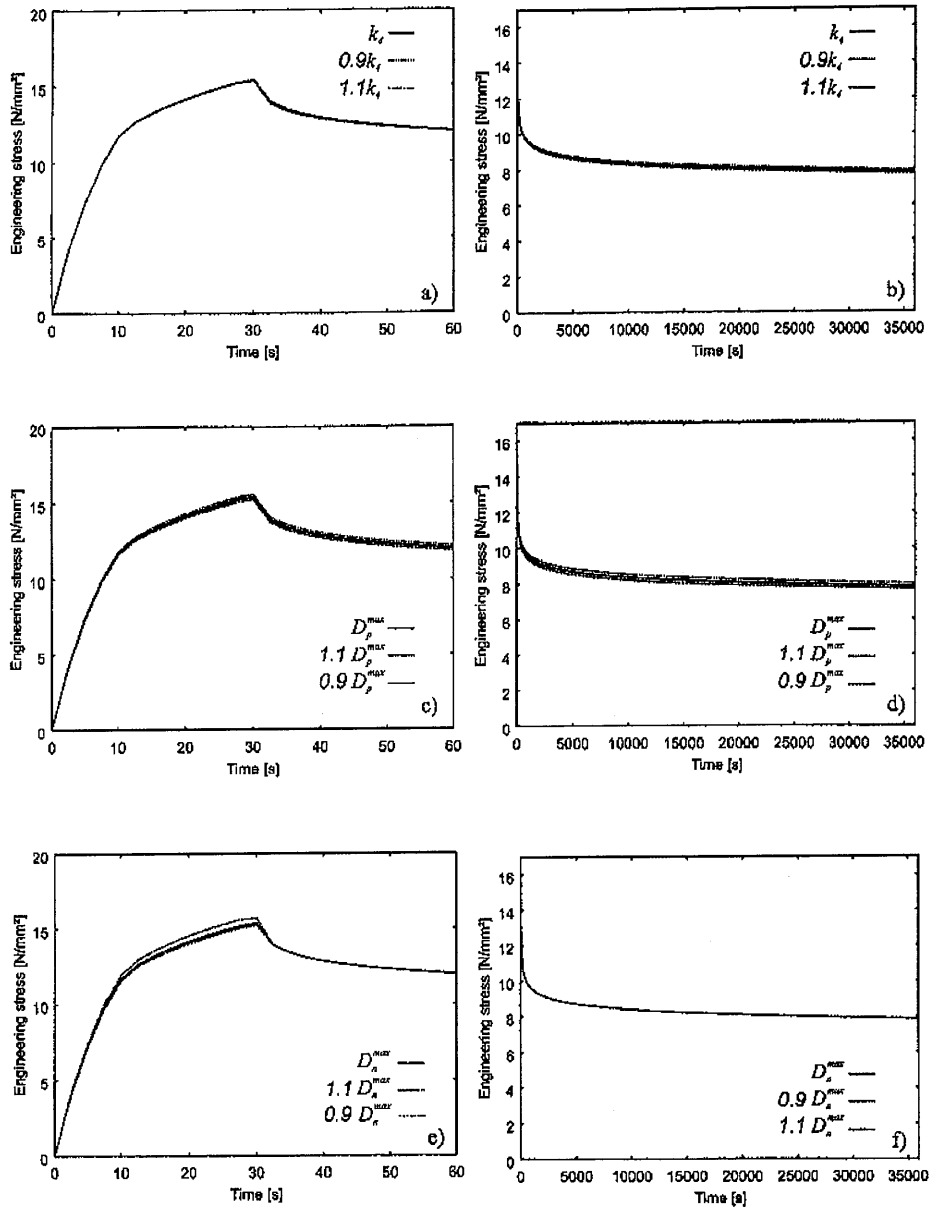 20
15
10
5
0
Engineering stress [N/mm²]
k₄
0.9k₄
1.1k₄
a)
0 10 20 30 40 50 60
Time [s]
16
14
12
10
8
6
4
2
0
Engineering stress [N/mm²]
k₄
0.9k₄
1.1k₄
b)
0 5000 10000 15000 20000 25000 30000 35000
Time [s]
20
15
10
5
0
Engineering stress [N/mm²]
D_p^max
1.1 D_p^max
0.9 D_p^max
c)
0 10 20 30 40 50 60
Time [s]
16
14
12
10
8
6
4
2
0
Engineering stress [N/mm²]
D_p^max
1.1 D_p^max
0.9 D_p^max
d)
0 5000 10000 15000 20000 25000 30000 35000
Time [s]
20
15
10
5
0
Engineering stress [N/mm²]
D_n^max
1.1 D_n^max
0.9 D_n^max
e)
0 10 20 30 40 50 60
Time [s]
16
14
12
10
8
6
4
2
0
Engineering stress [N/mm²]
D_n^max
0.9 D_n^max
1.1 D_n^max
f)
0 5000 10000 15000 20000 25000 30000 35000
Time [s]